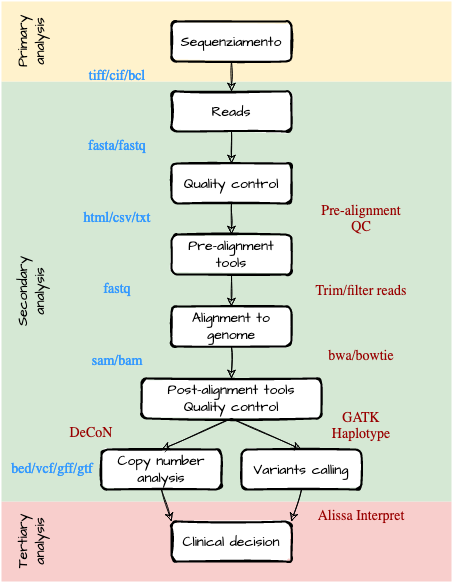 Primary
analysis
Sequenziamento
tiff/cif/bcl
Secondary
analysis
Reads
fasta/fastq
Quality control
html/csv/txt
Pre-alignment
QC
Pre-alignment
tools
fastq
Trim/filter reads
Alignment to
genome
sam/bam
bwa/bowtie
Post-alignment tools
Quality control
DeCoN
GATK
Haplotype
bed/vcf/gff/gtf
Copy number
analysis
Variants calling
Tertiary
analysis
Alissa Interpret
Clinical decision